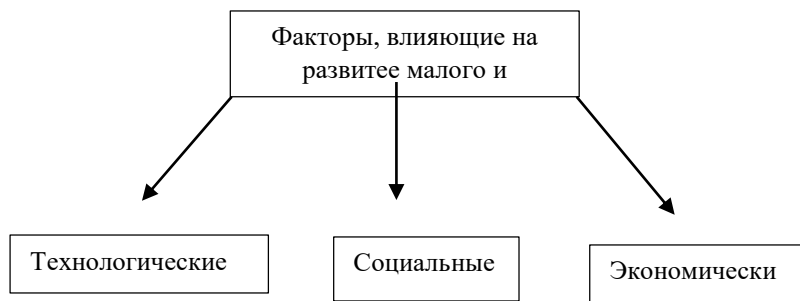 Факторы, влияющие на
развитее малого и
Технологические
Социальные
Экономически